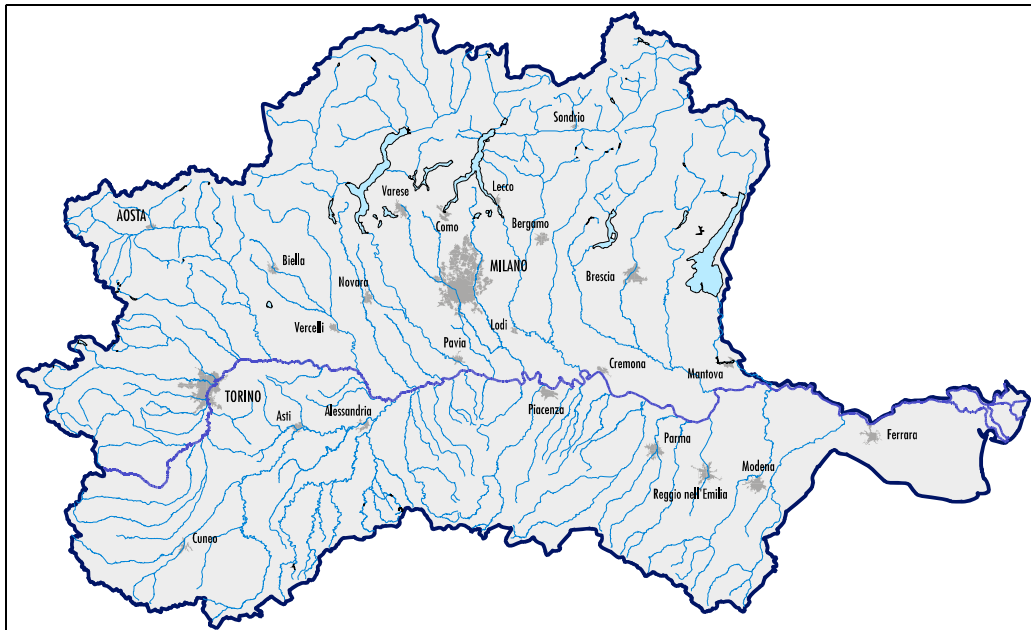 Sondrio
Varese
Lecco
AOSTA
Como
Bergamo
Biella
MILANO
Novara
Brescia
Vercelli
Lodi
Pavia
Cremona
Mantova
TORINO
Asti
Alessandria
Piacenza
Ferrara
Parma
Modena
Reggio nell'Emilia
Cuneo